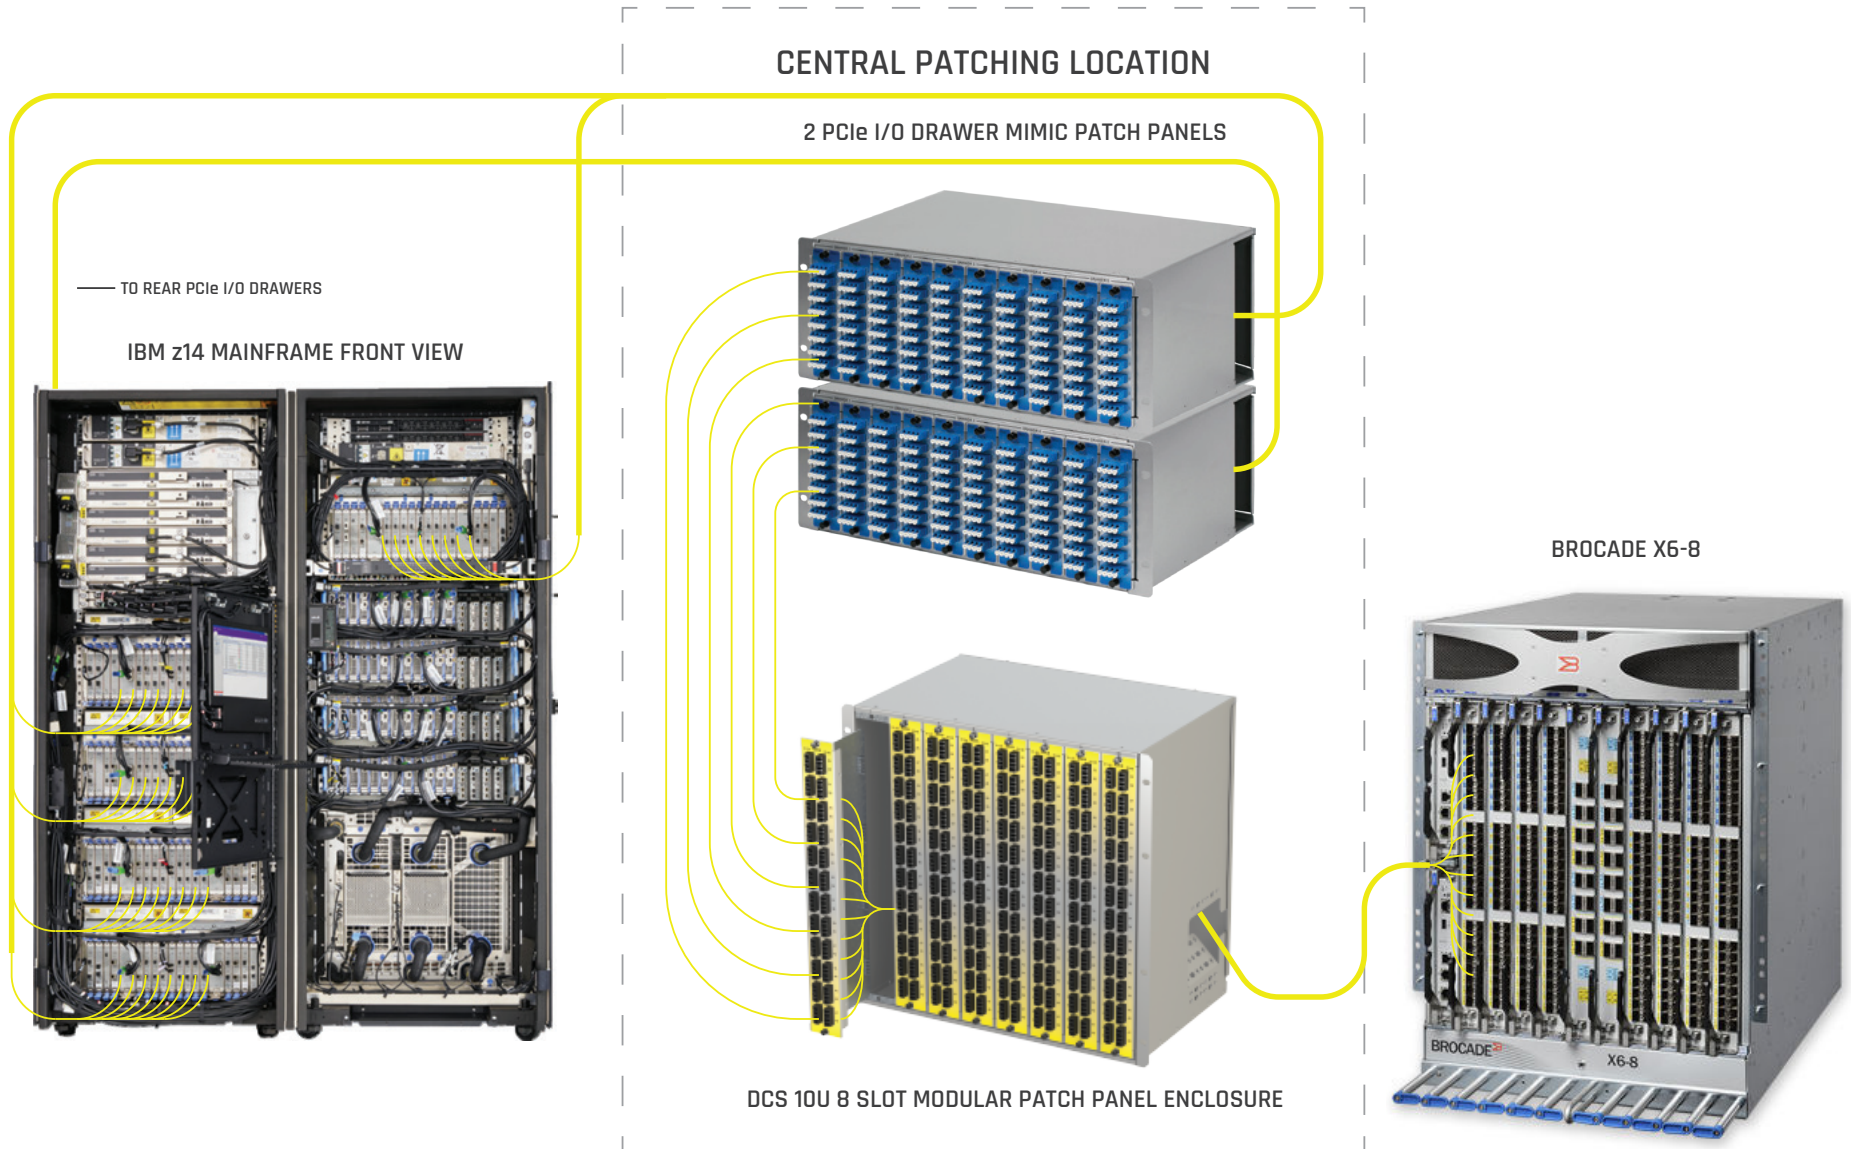 CENTRAL PATCHING LOCATION
2 PCIe I/O DRAWER MIMIC PATCH PANELS
TO REAR PCIe I/O DRAWERS
IBM z14 MAINFRAME FRONT VIEW
BROCADE X6-8
BROCADE
X6-8
DCS 10U 8 SLOT MODULAR PATCH PANEL ENCLOSURE